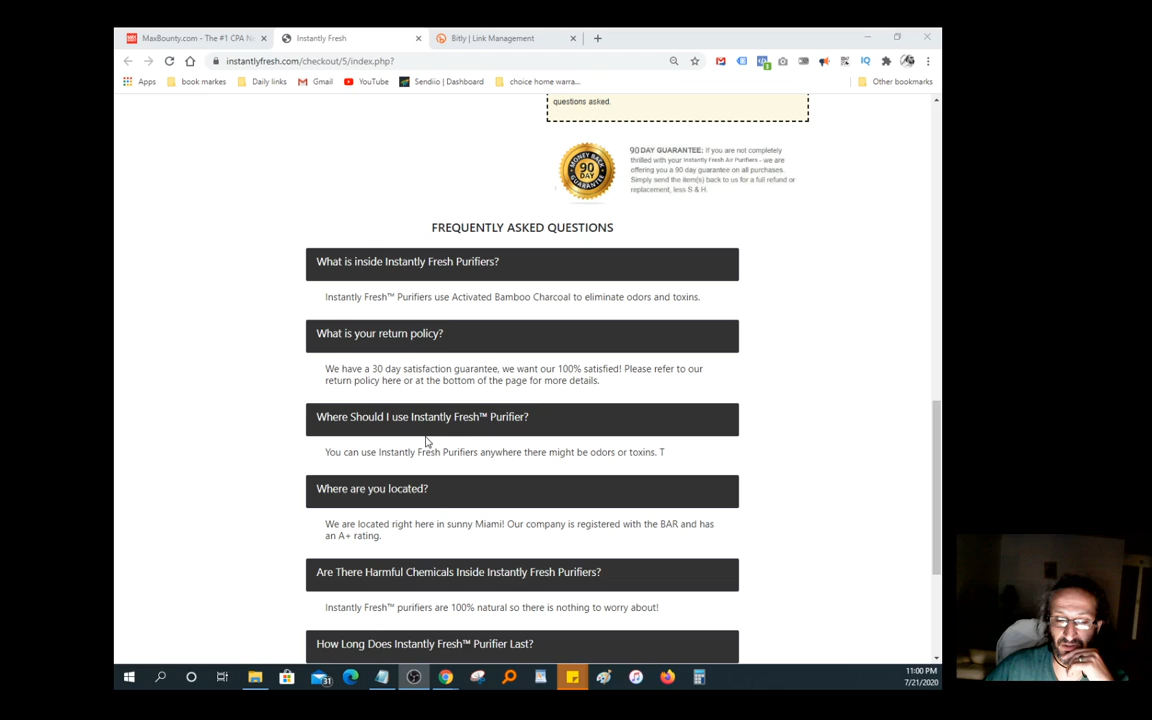 MaxBounty.com - The #1 CPA N
Instantly Fresh
Bitly | Link Management
instantlyfresh.com/checkout/5/index.php?
Apps
book markes
Daily links
Gmail
YouTube
Sendiio | Dashboard
choice home warra...
Other bookmarks
questions asked.
MONEY BACK
90
DAY
GUARANTEE
90 DAY GUARANTEE: If you are not completely
thrilled with your Instantly Fresh Air Purifiers - we are
offering you a 90 day guarantee on all purchases.
Simply send the item(s) back to us for a full refund or
replacement, less S & H.
FREQUENTLY ASKED QUESTIONS
What is inside Instantly Fresh Purifiers?
Instantly Fresh™ Purifiers use Activated Bamboo Charcoal to eliminate odors and toxins.
What is your return policy?
We have a 30 day satisfaction guarantee, we want our 100% satisfied! Please refer to our
return policy here or at the bottom of the page for more details.
Where Should I use Instantly Fresh™ Purifier?
You can use Instantly Fresh Purifiers anywhere there might be odors or toxins. T
Where are you located?
We are located right here in sunny Miami! Our company is registered with the BAR and has
an A+ rating.
Are There Harmful Chemicals Inside Instantly Fresh Purifiers?
Instantly Fresh™ purifiers are 100% natural so there is nothing to worry about!
How Long Does Instantly Fresh™ Purifier Last?
31
11:00 PM
7/21/2020